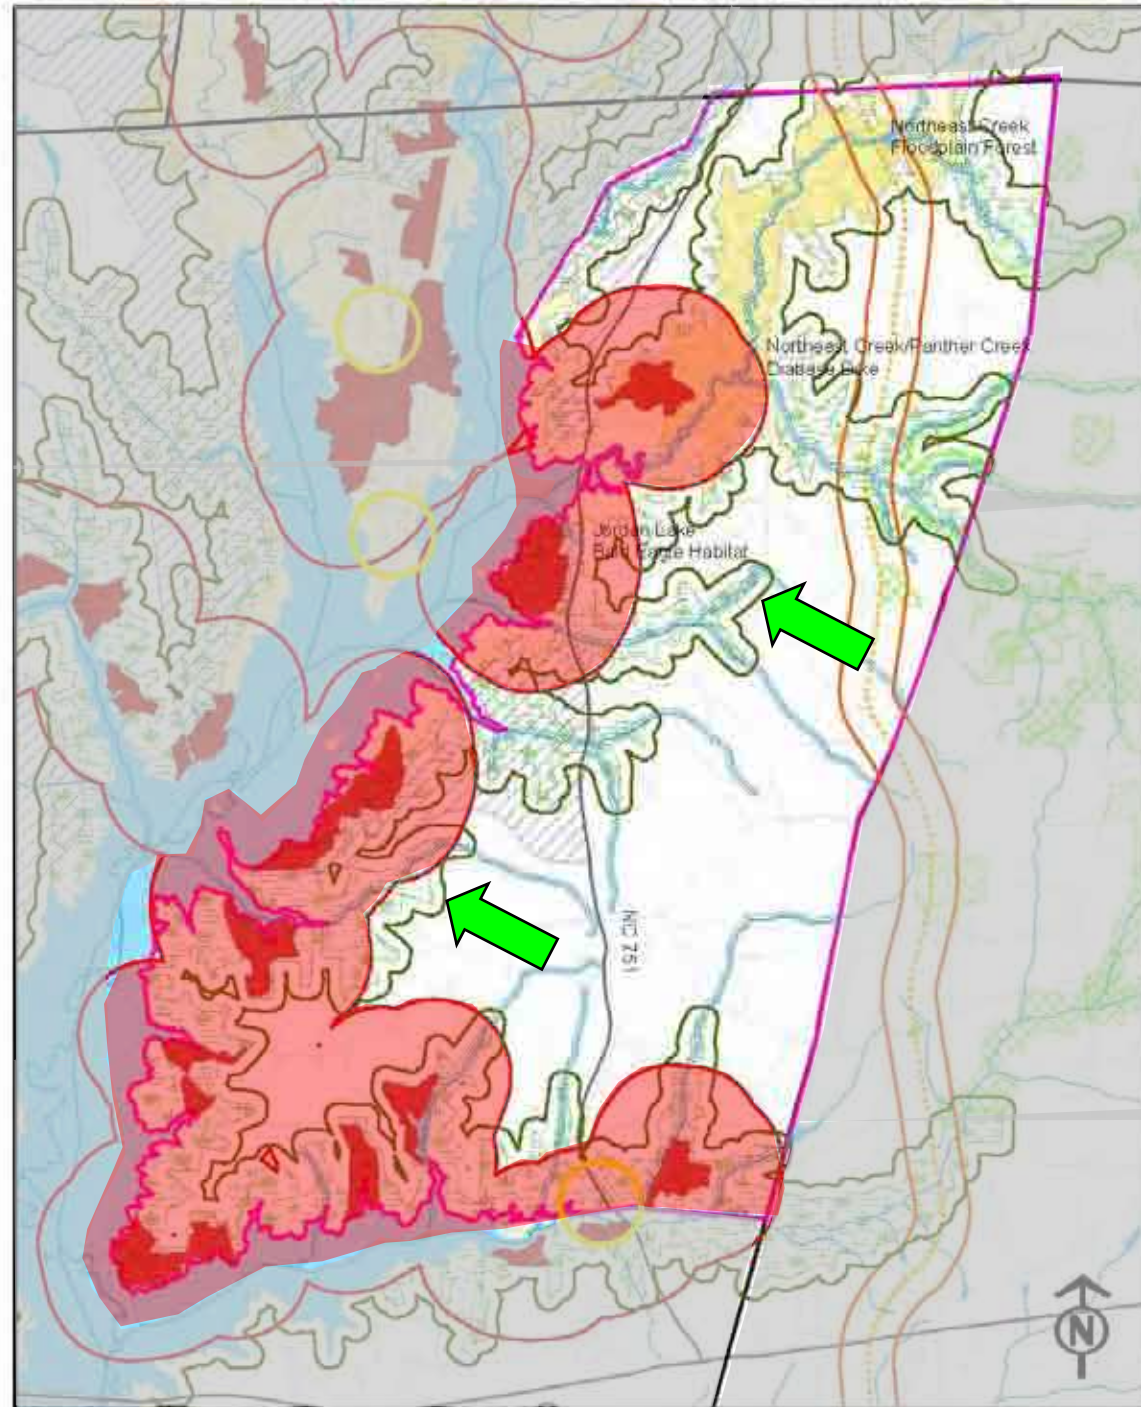 Northeast Creek
Floodplain Forest
Northeast Creek/Panther Creek
Diabase Dike
Jordan Lake
Bald Eagle Habitat
NC 751
N